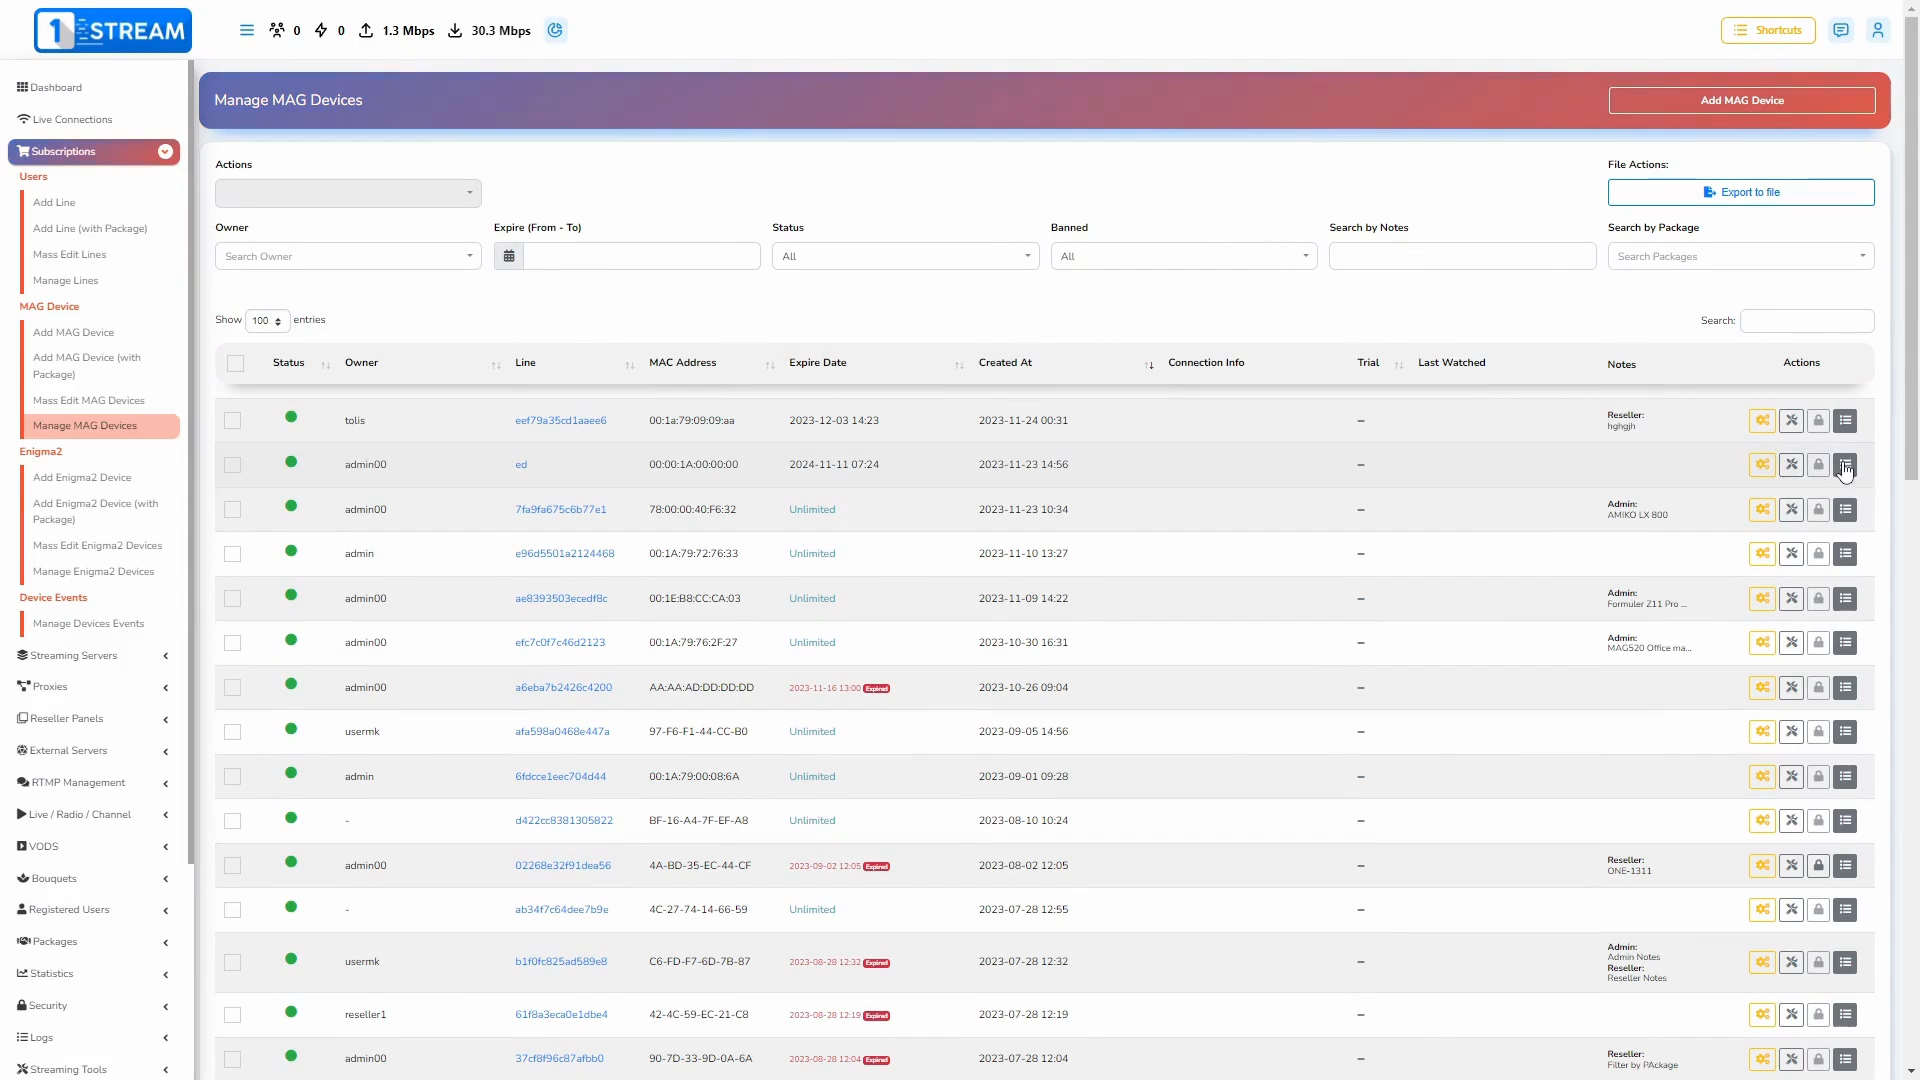 1 STREAM
0
0
1.3 Mbps
30.3 Mbps
Shortcuts
Dashboard
Live Connections
Subscriptions
Users
Add Line
Add Line (with Package)
Mass Edit Lines
Manage Lines
MAG Device
Add MAG Device
Add MAG Device (with
Package)
Mass Edit MAG Devices
Manage MAG Devices
Enigma2
Add Enigma2 Device
Add Enigma2 Device (with
Package)
Mass Edit Enigma2 Devices
Manage Enigma2 Devices
Device Events
Manage Devices Events
Streaming Servers
Proxies
Reseller Panels
External Servers
RTMP Management
Live / Radio / Channel
VODS
Bouquets
Registered Users
Packages
Statistics
Security
Logs
Streaming Tools
Manage MAG Devices
Add MAG Device
Actions
File Actions:
Export to file
Owner
Expire (From - To)
Status
Banned
Search by Notes
Search by Package
Search Owner
All
All
Search Packages
Show 100 entries
Search:
Status Owner Line MAC Address Expire Date Created At Connection Info Trial Last Watched Notes Actions
tolis eef79a35cd1aaee6 00:1a:79:09:09:aa 2023-12-03 14:23 2023-11-24 00:31 – Reseller:
hghgjh
admin00 ed 00:00:1A:00:00:00 2024-11-11 07:24 2023-11-23 14:56 –
admin00 7fa9fa675c6b77e1 78:00:00:40:F6:32 Unlimited 2023-11-23 10:34 – Admin:
AMIKO LX 800
admin e96d5501a2124468 00:1A:79:72:76:33 Unlimited 2023-11-10 13:27 –
admin00 ae8393503ecedf8c 00:1E:B8:CC:CA:03 Unlimited 2023-11-09 14:22 – Admin:
Formuler Z11 Pro ...
admin00 efc7c0f7c46d2123 00:1A:79:76:2F:27 Unlimited 2023-10-30 16:31 – Admin:
MAG520 Office ma...
admin00 a6eba7b2426c4200 AA:AA:AD:DD:DD:DD 2023-11-16 13:00 Expired 2023-10-26 09:04 –
usermk afa598a0468e447a 97-F6-F1-44-CC-B0 Unlimited 2023-09-05 14:56 –
admin 6fdcce1eec704d44 00:1A:79:00:08:6A Unlimited 2023-09-01 09:28 –
- d422cc8381305822 BF-16-A4-7F-EF-A8 Unlimited 2023-08-10 10:24 –
admin00 02268e32f91dea56 4A-BD-35-EC-44-CF 2023-09-02 12:05 Expired 2023-08-02 12:05 – Reseller:
ONE-1311
- ab34f7c64dee7b9e 4C-27-74-14-66-59 Unlimited 2023-07-28 12:55 –
usermk b1f0fc825ad589e8 C6-FD-F7-6D-7B-87 2023-08-28 12:32 Expired 2023-07-28 12:32 – Admin:
Admin Notes
Reseller:
Reseller Notes
reseller1 61f8a3eca0e1dbe4 42-4C-59-EC-21-C8 2023-08-28 12:19 Expired 2023-07-28 12:19 –
admin00 37cf8f96c87afbb0 90-7D-33-9D-0A-6A 2023-08-28 12:04 Expired 2023-07-28 12:04 – Reseller:
Filter by PAckage